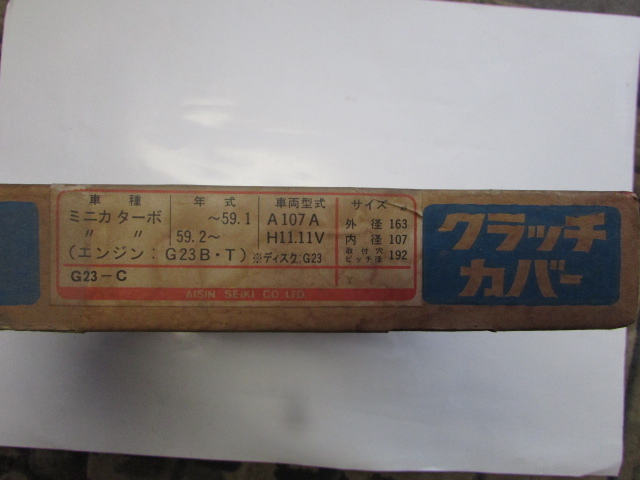 車種 年式 車両型式 サイズ
ミニカターボ ～59.1 A107A 外径 163
〃 〃 59.2～ H11.11V 内径 107
(エンジン:G23B・T) ※ディスク:G23 取付穴ピッチ径 192
G23-C
AISIN SEIKI CO.LTD.
クラッチ
カバー